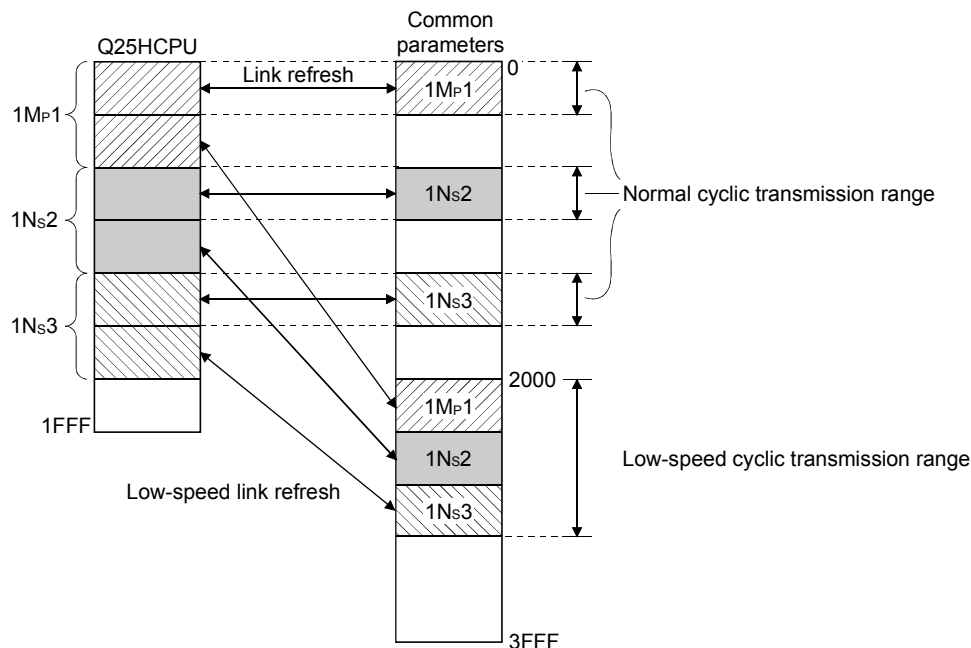 Q25HCPU
Common
parameters
0
Link refresh
1MP1
1MP1
1NS2
1NS2
Normal cyclic transmission range
1NS3
1NS3
2000
1MP1
1FFF
1NS2
Low-speed cyclic transmission range
Low-speed link refresh
1NS3
3FFF